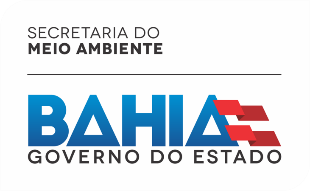 SECRETARIA DO
MEIO AMBIENTE
BAHIA
GOVERNO DO ESTADO